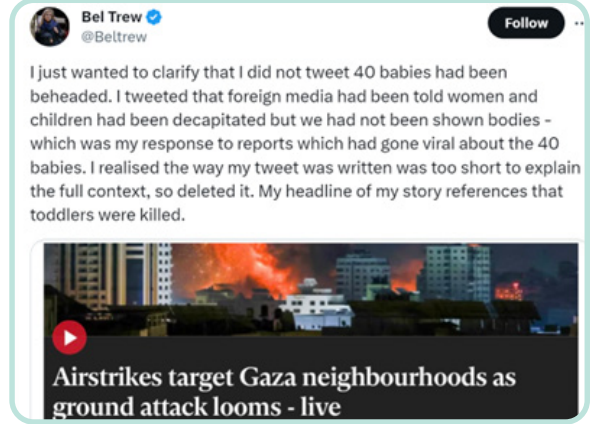 Bel Trew
@Beltrew
Follow
I just wanted to clarify that I did not tweet 40 babies had been
beheaded. I tweeted that foreign media had been told women and
children had been decapitated but we had not been shown bodies -
which was my response to reports which had gone viral about the 40
babies. I realised the way my tweet was written was too short to explain
the full context, so deleted it. My headline of my story references that
toddlers were killed.
Airstrikes target Gaza neighbourhoods as
ground attack looms - live